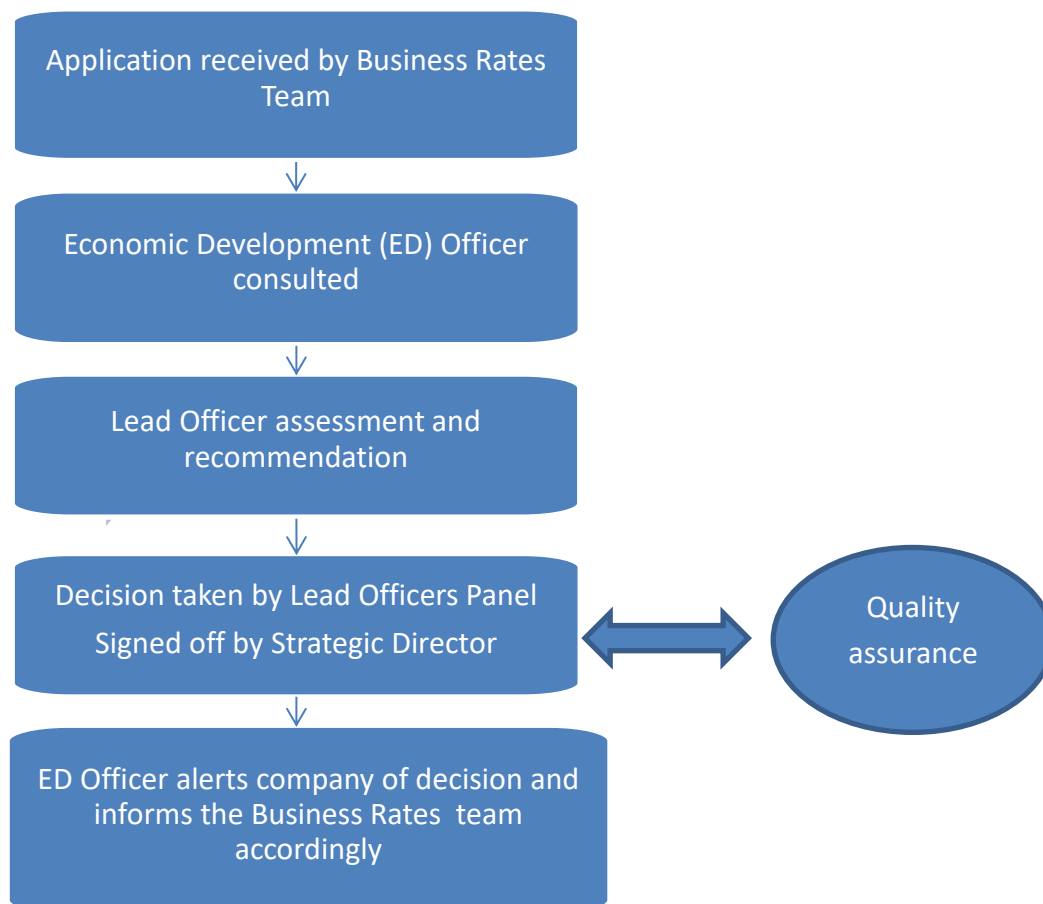 Application received by Business Rates
Team
Economic Development (ED) Officer
consulted
Lead Officer assessment and
recommendation
Decision taken by Lead Officers Panel
Signed off by Strategic Director
Quality
assurance
ED Officer alerts company of decision and
informs the Business Rates team
accordingly